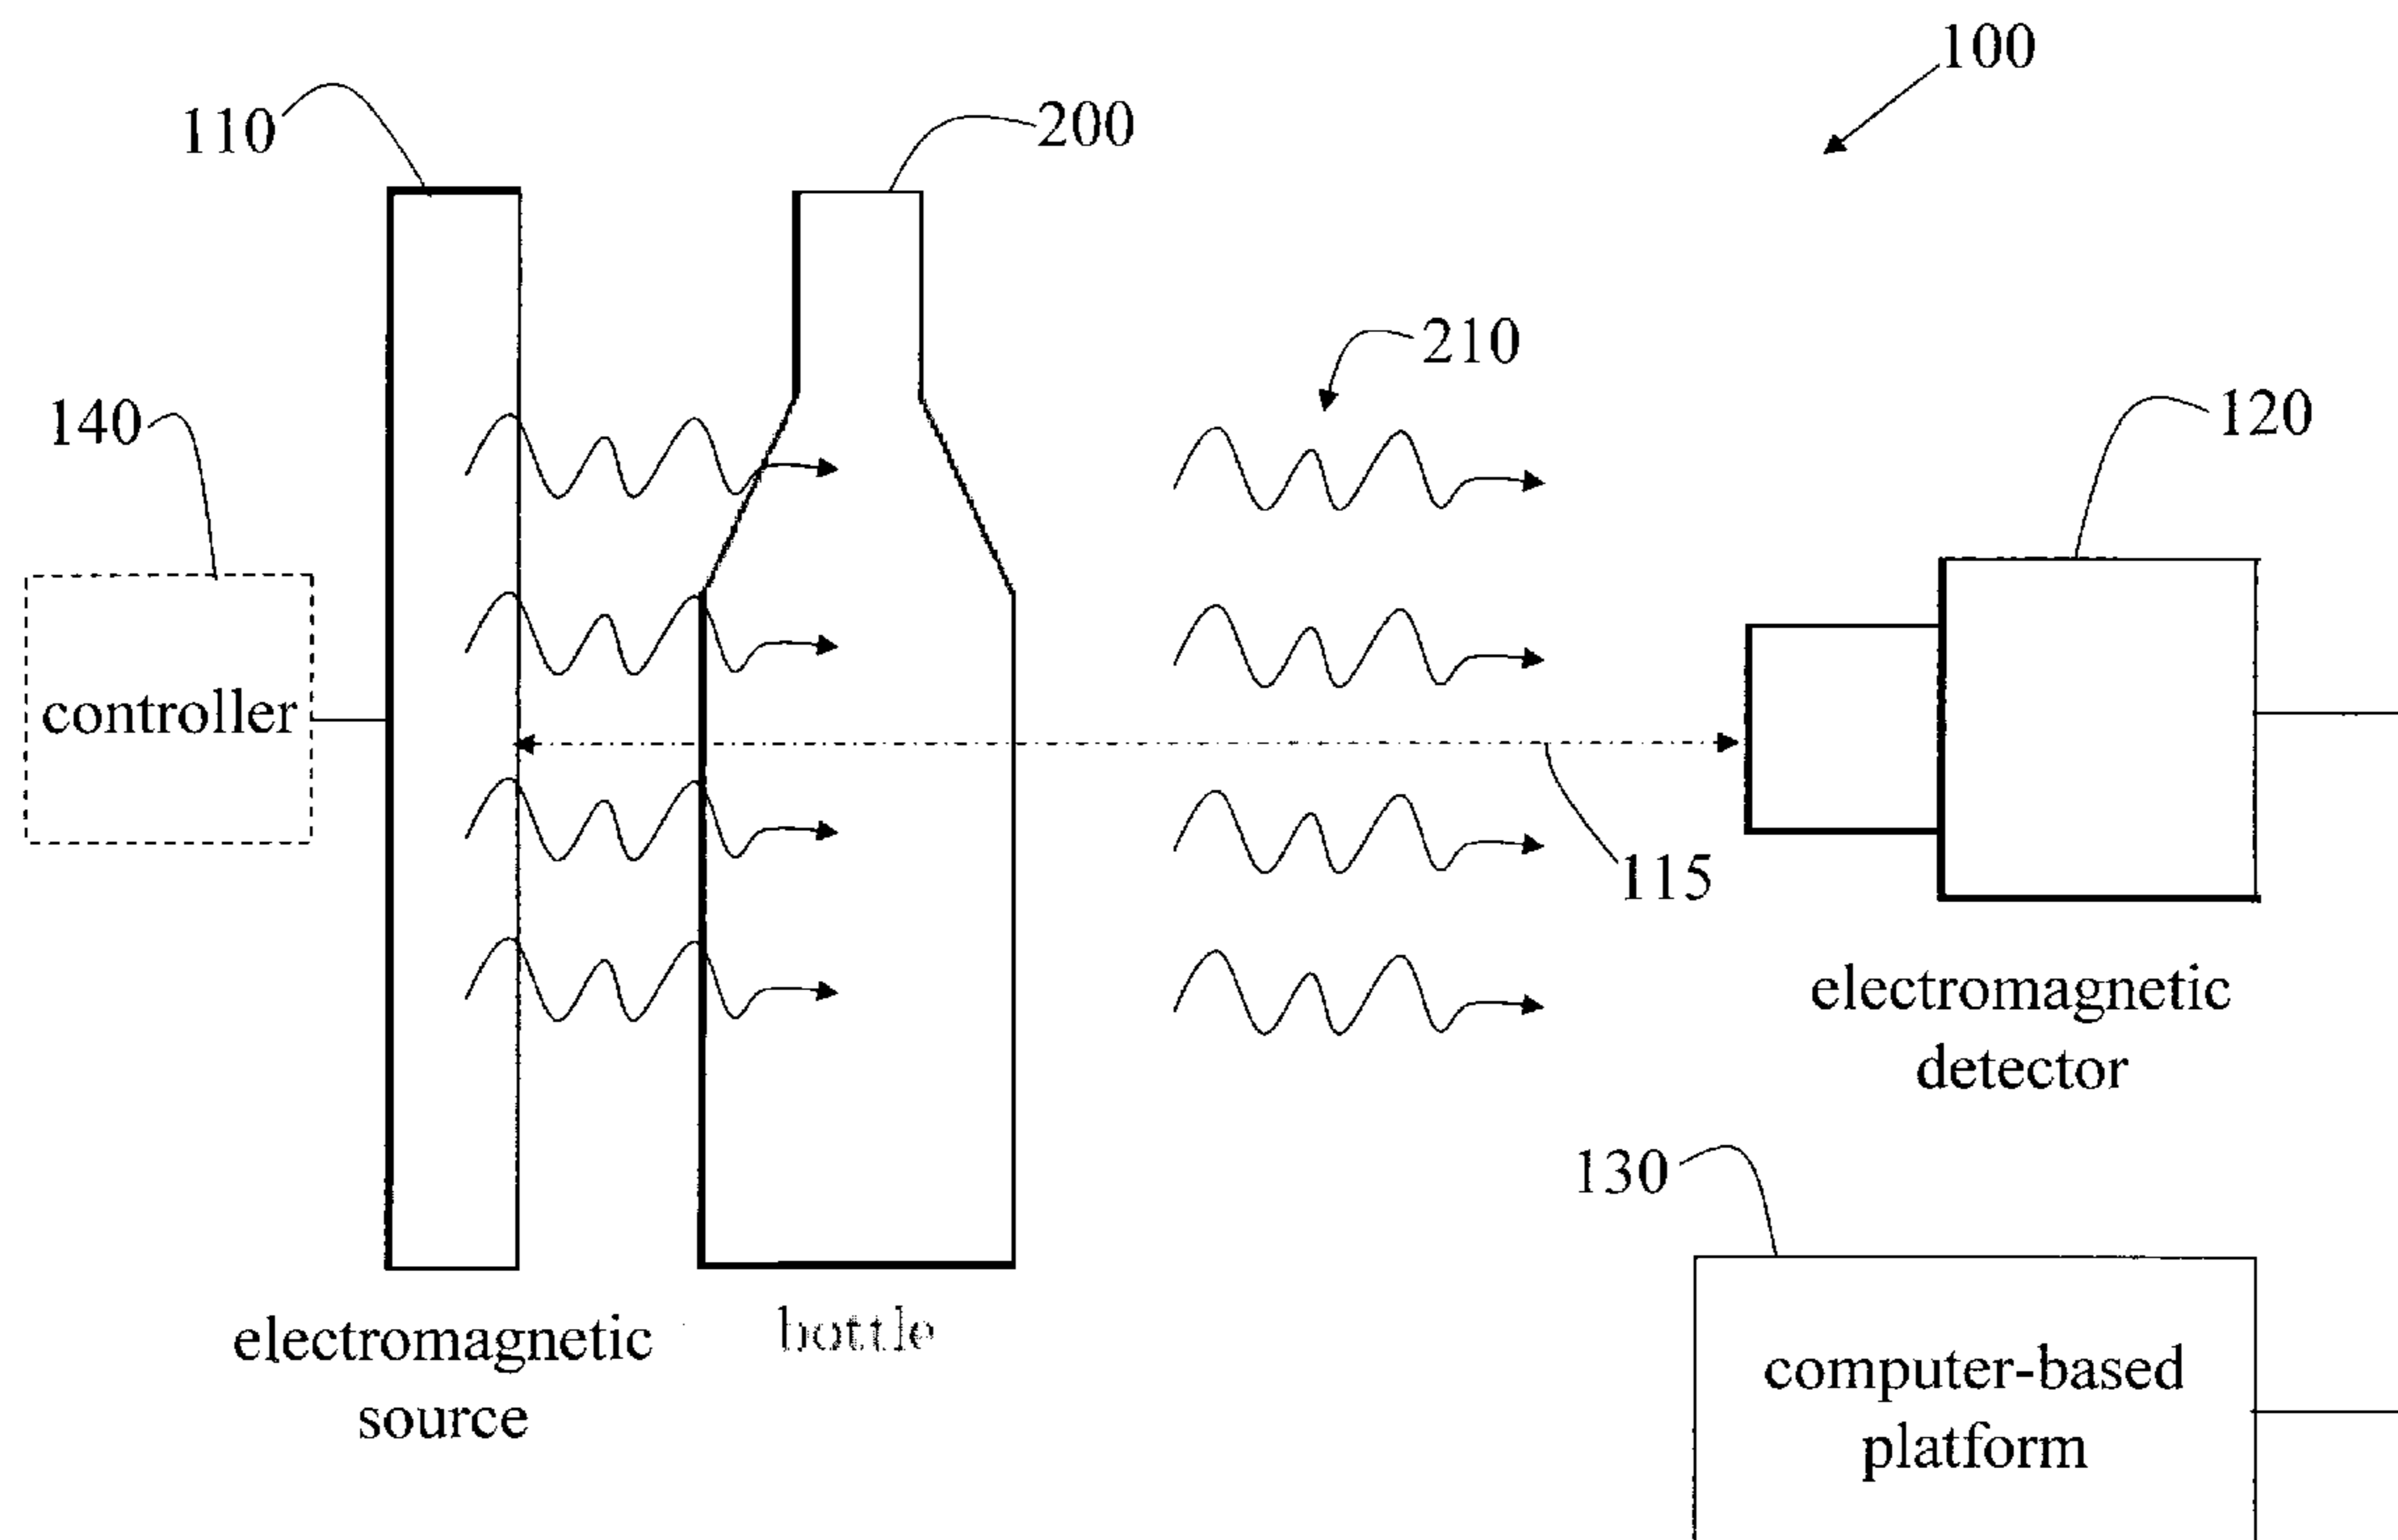 100
110
200
210
140
120
controller
115
electromagnetic
detector
130
electromagnetic
source
bottle
computer-based
platform